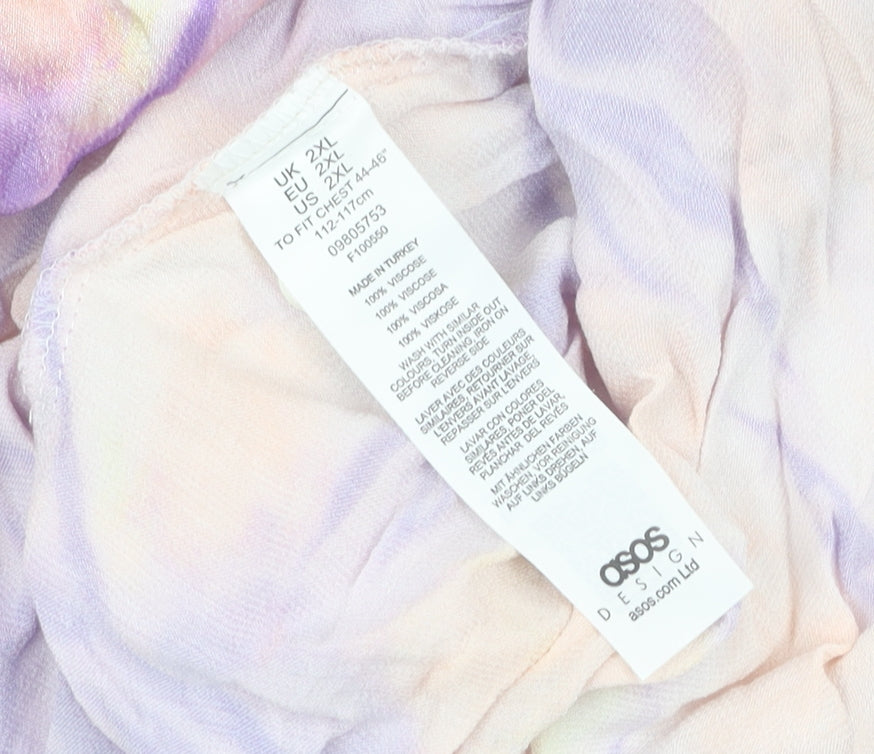 UK 2XL
EU 2XL
US 2XL
TO FIT CHEST 44-46"
112-117cm
09805753
F100550
MADE IN TURKEY
100% VISCOSE
100% VISCOSE
100% VISCOSA
100% VISKOSE
WASH WITH SIMILAR
COLOURS, TURN INSIDE OUT
BEFORE CLEANING, IRON ON
REVERSE SIDE
LAVER AVEC DES COULEURS
SIMILAIRES, RETOURNER SUR
L'ENVERS AVANT LAVAGE,
REPASSER SUR L'ENVERS
LAVAR CON COLORES
SIMILARES, PONER DEL
REVÉS ANTES DE LAVAR,
PLANCHAR DEL REVÉS
MIT ÄHNLICHEN FARBEN
WASCHEN, VOR REINIGUNG
AUF LINKS DREHEN, AUF
LINKS BÜGELN
asos
DESIGN
asos.com Ltd